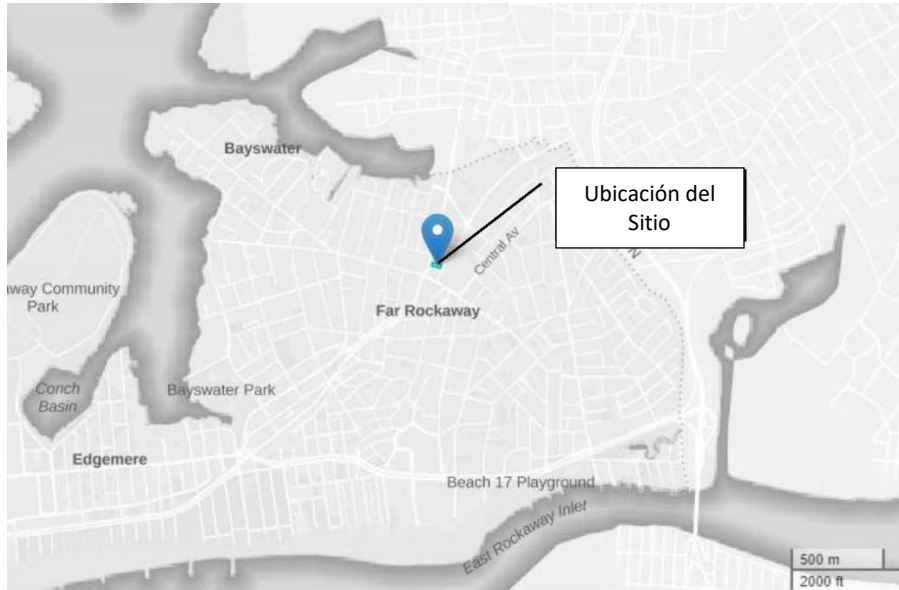 Bayswater
Ubicación del
Sitio
Central Av
N
away Community
Park
Far Rockaway
Conch
Basin
Bayswater Park
Edgemere
Beach 17 Playground
East Rockaway Inlet
500 m
2000 ft